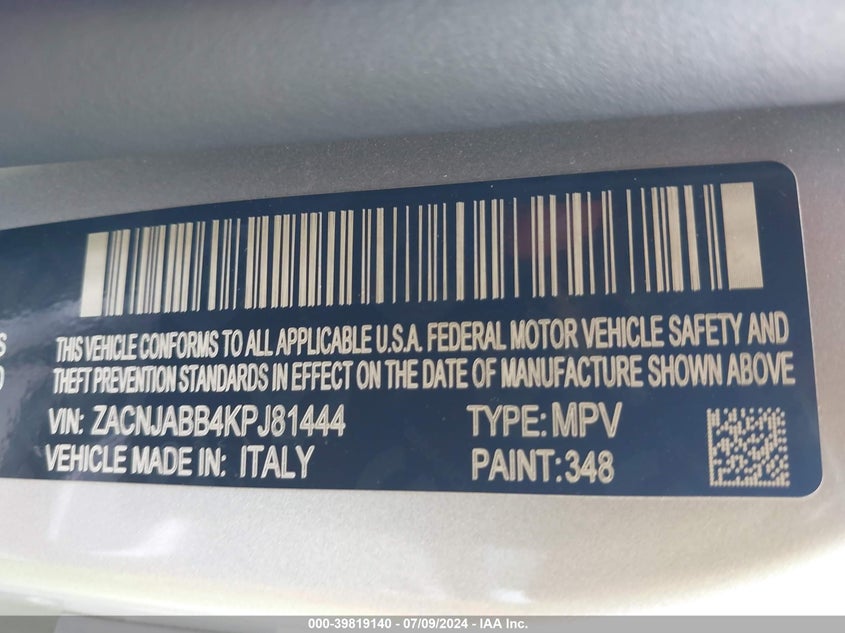 THIS VEHICLE CONFORMS TO ALL APPLICABLE U.S.A. FEDERAL MOTOR VEHICLE SAFETY AND
THEFT PREVENTION STANDARDS IN EFFECT ON THE DATE OF MANUFACTURE SHOWN ABOVE
VIN: ZACNJABB4KPJ81444 TYPE: MPV
VEHICLE MADE IN: ITALY PAINT: 348
000-39819140 - 07/09/2024 - IAA Inc.